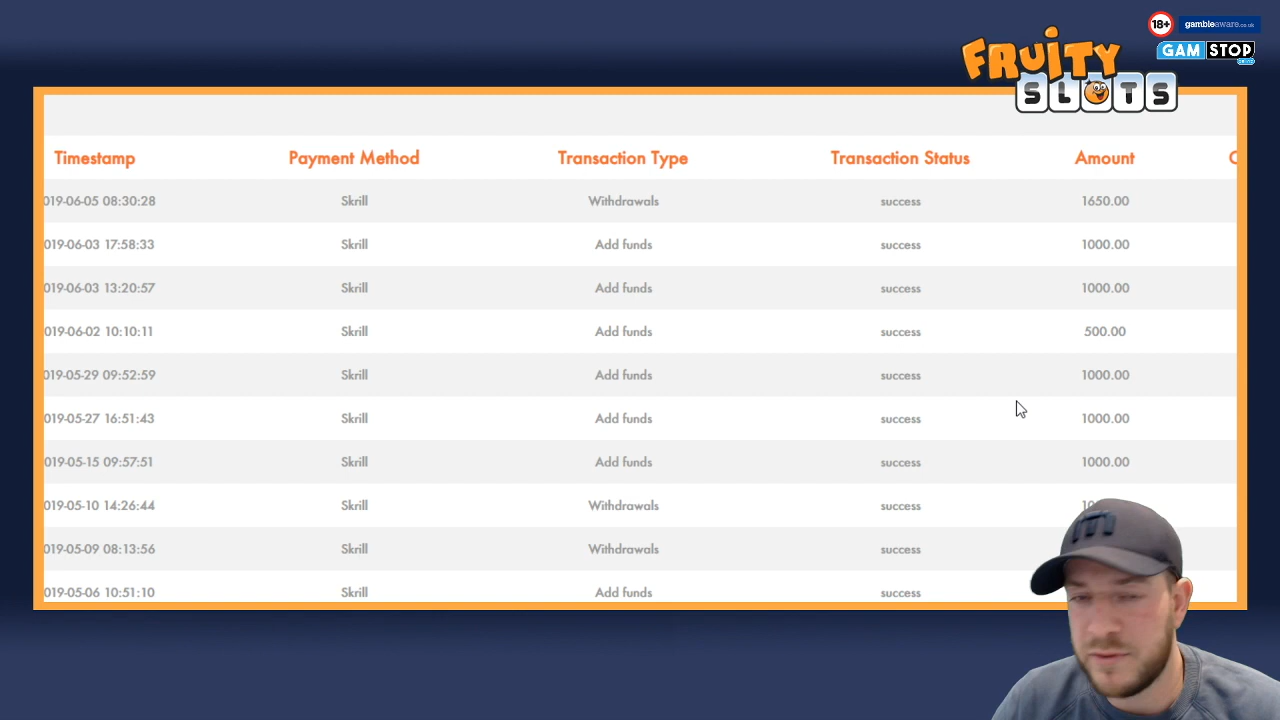 18+ gambleaware.co.uk
GAMSTOP
FRUITY
SLOTS
Timestamp Payment Method Transaction Type Transaction Status Amount
019-06-05 08:30:28 Skrill Withdrawals success 1650.00
019-06-03 17:58:33 Skrill Add funds success 1000.00
019-06-03 13:20:57 Skrill Add funds success 1000.00
019-06-02 10:10:11 Skrill Add funds success 500.00
019-05-29 09:52:59 Skrill Add funds success 1000.00
019-05-27 16:51:43 Skrill Add funds success 1000.00
019-05-15 09:57:51 Skrill Add funds success 1000.00
019-05-10 14:26:44 Skrill Withdrawals success
019-05-09 08:13:56 Skrill Withdrawals success
019-05-06 10:51:10 Skrill Add funds success